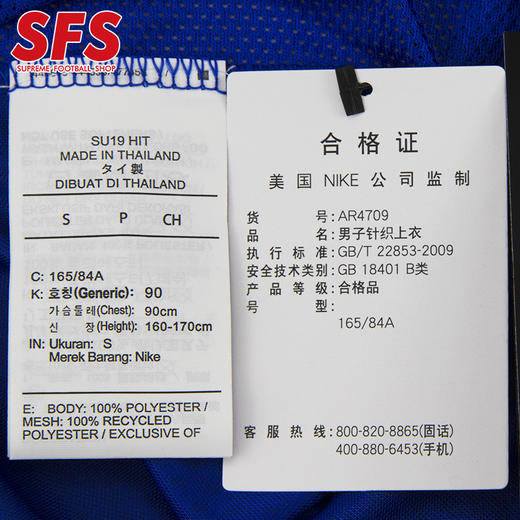 SFS
SUPREME FOOTBALL SHOP
SU19 HIT
MADE IN THAILAND
タイ製
DIBUAT DI THAILAND
S P CH
C: 165/84A
K: 호칭(Generic): 90
가슴둘레(Chest): 90cm
신 장(Height): 160-170cm
IN: Ukuran: S
Merek Barang: Nike
E: BODY: 100% POLYESTER /
MESH: 100% RECYCLED
POLYESTER / EXCLUSIVE OF
合格证
美国 NIKE 公司监制
货号:AR4709
品名:男子针织上衣
执行标准:GB/T 22853-2009
安全技术类别:GB 18401 B类
产品等级:合格品
号型:
165/84A
客服热线:800-820-8865(固话)
400-880-6453(手机)